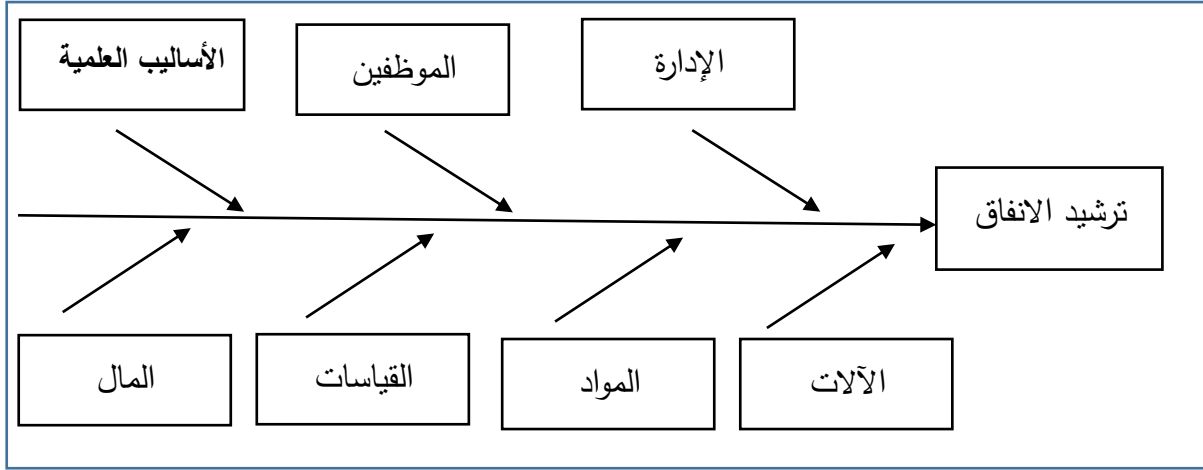 الإدارة
الموظفين
الأساليب العلمية
ترشيد الانفاق
الآلات
المواد
القياسات
المال